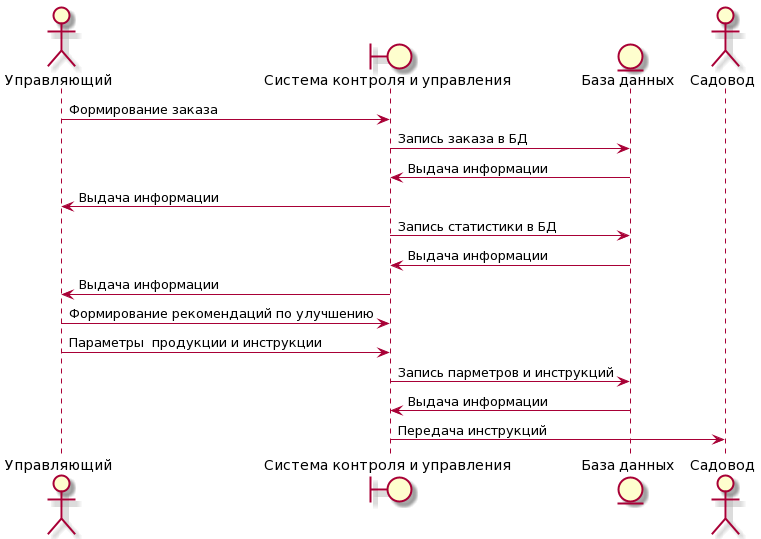 Управляющий
Система контроля и управления
База данных
Садовод
Формирование заказа
Запись заказа в БД
Выдача информации
Выдача информации
Запись статистики в БД
Выдача информации
Выдача информации
Формирование рекомендаций по улучшению
Параметры  продукции и инструкции
Запись парметров и инструкций
Выдача информации
Передача инструкций
Управляющий
Система контроля и управления
База данных
Садовод